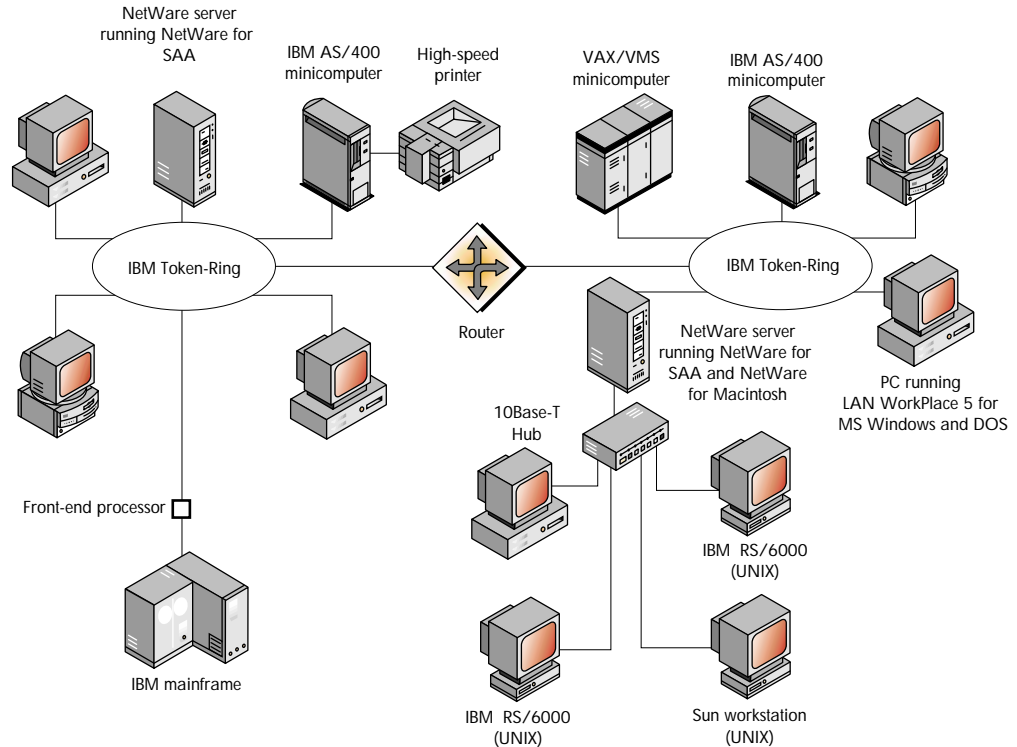 NetWare server
running NetWare for
SAA
IBM AS/400
minicomputer
High-speed
printer
VAX/VMS
minicomputer
IBM AS/400
minicomputer
IBM Token-Ring
Router
IBM Token-Ring
NetWare server
running NetWare for
SAA and NetWare
for Macintosh
PC running
LAN WorkPlace 5 for
MS Windows and DOS
10Base-T
Hub
Front-end processor
IBM RS/6000
(UNIX)
IBM mainframe
IBM RS/6000
(UNIX)
Sun workstation
(UNIX)